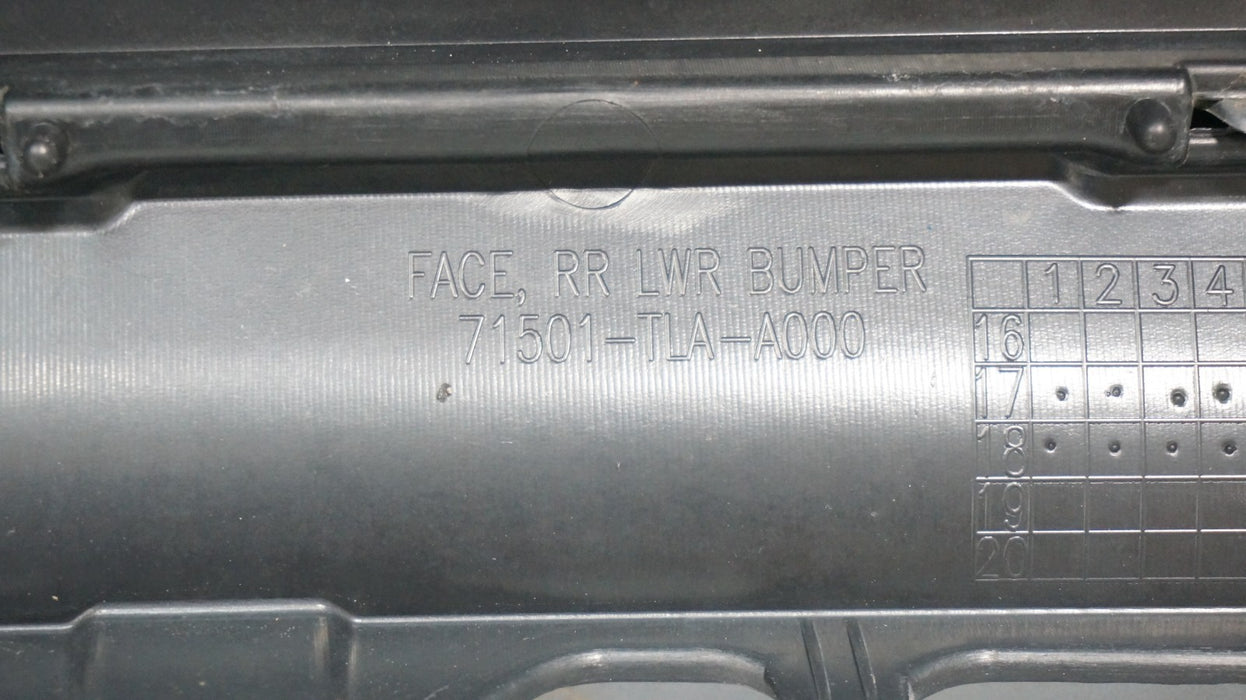 FACE, RR LWR BUMPER
71501-TLA-A000
1 2 3 4
16
17
18
19
20